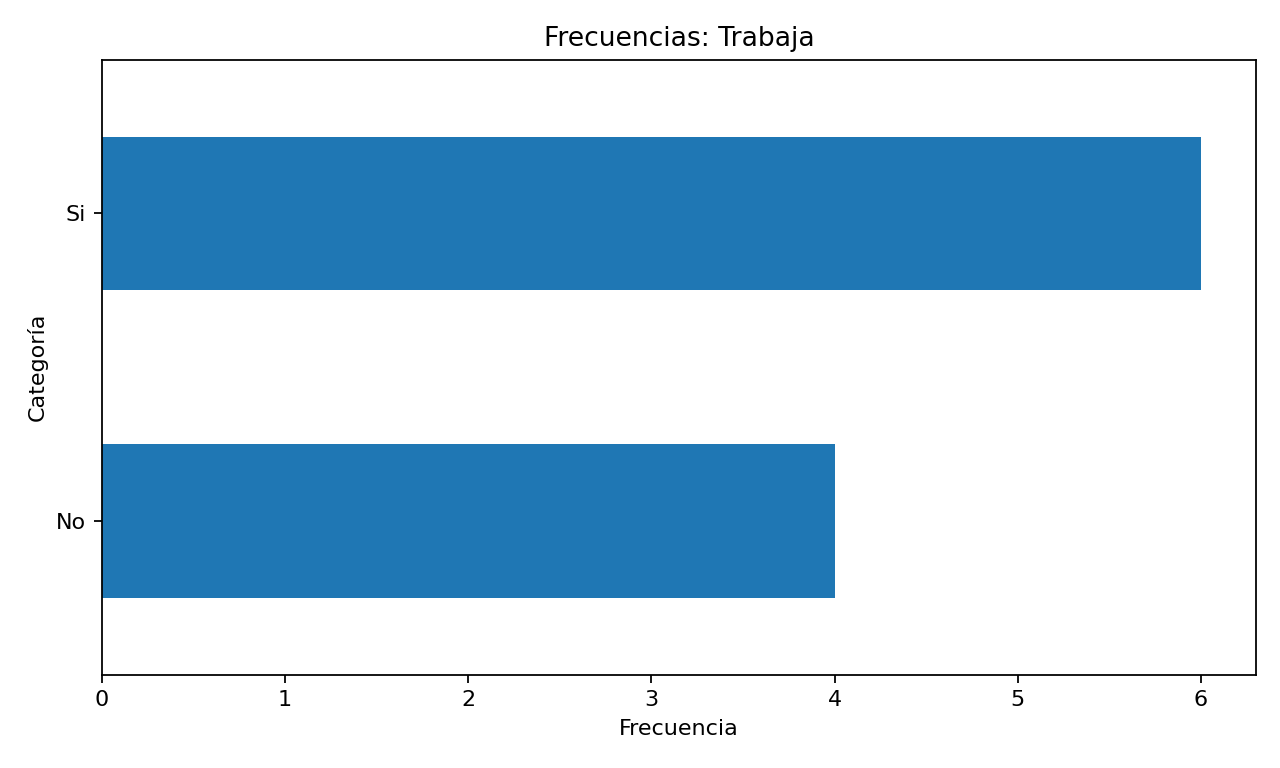 Frecuencias: Trabaja
Si
No
Categoría
0 1 2 3 4 5 6
Frecuencia